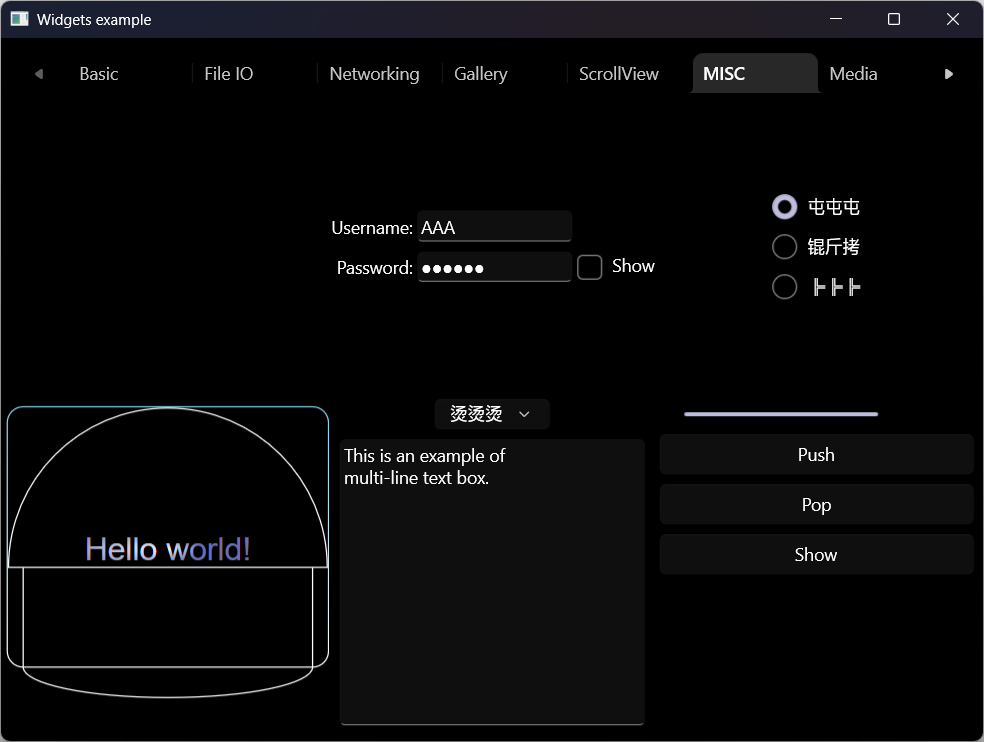 Widgets example
Basic File IO Networking Gallery ScrollView MISC Media
Username: AAA
Password: ●●●●●● Show
屯屯屯
锟斤拷
╠╠╠
Hello world!
烫烫烫
This is an example of
multi-line text box.
Push
Pop
Show